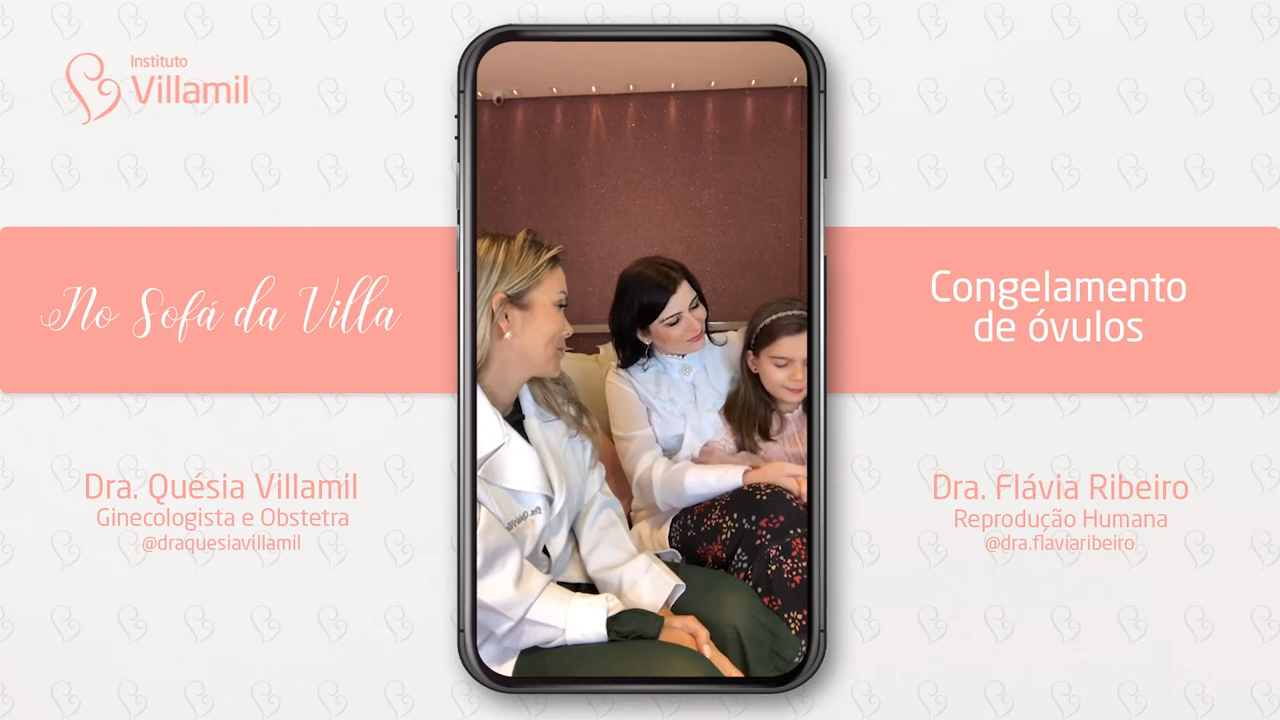 Instituto
Villamil
No Sofá da Villa
Congelamento
de óvulos
Dra. Quésia Villamil
Ginecologista e Obstetra
@draquesiavillamil
Dra. Flávia Ribeiro
Reprodução Humana
@dra.flaviaribeiro